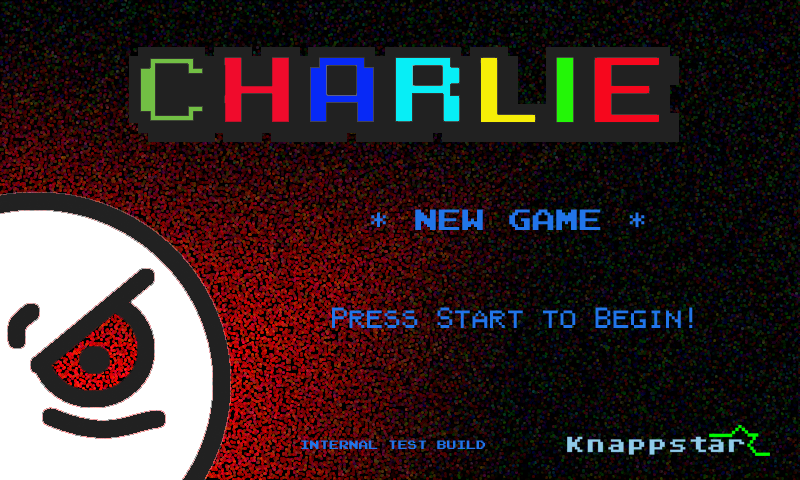 CHARLIE
* NEW GAME *
Press Start to Begin!
INTERNAL TEST BUILD
Knappstar